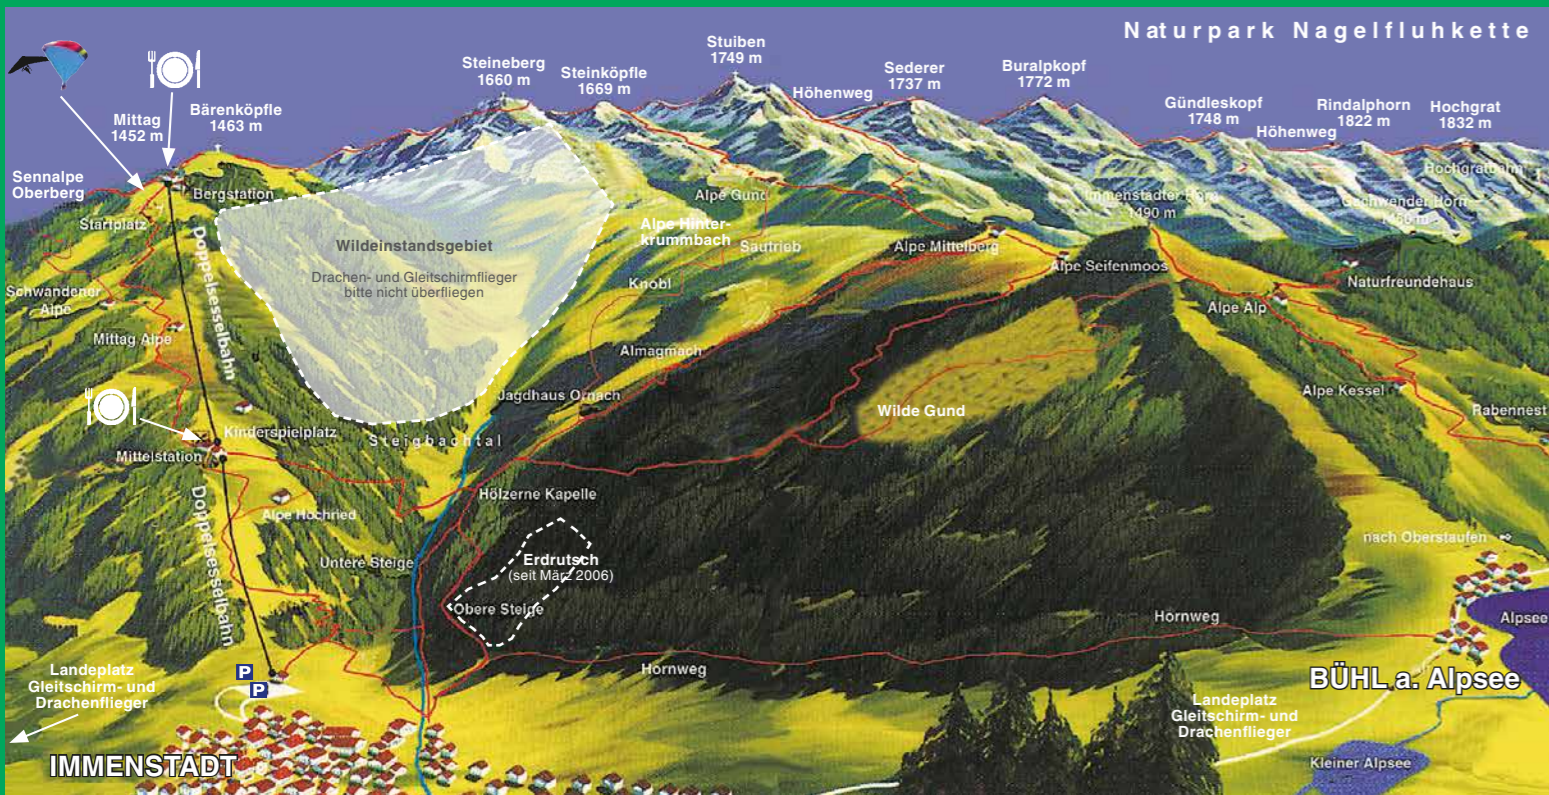 Naturpark Nagelfluhkette
Stuiben
1749 m
Steineberg
1660 m
Steinköpfle
1669 m
Sederer
1737 m
Buralpkopf
1772 m
Höhenweg
Gündleskopf
1748 m
Rindalphorn
1822 m
Hochgrat
1832 m
Höhenweg
Mittag
1452 m
Bärenköpfle
1463 m
Sennalpe
Oberberg
Bergstation
Startplatz
Hochgratbahn
Alpe Gund
Immenstädter Horn
1490 m
Gschwender Horn
1450 m
Alpe Hinter-
krummbach
Sautrieb
Alpe Mittelberg
Wildeinstandsgebiet
Drachen- und Gleitschirmflieger
bitte nicht überfliegen
Alpe Seifenmoos
Knobl
Naturfreundehaus
Schwandener
Alpe
Doppelsesselbahn
Alpe Alp
Mittag Alpe
Almagmach
Jagdhaus Ornach
Alpe Kessel
Wilde Gund
Rabennest
Kinderspielplatz
Steigbachtal
Mittelstation
Hölzerne Kapelle
Doppelsesselbahn
Alpe Hochried
nach Oberstaufen
Untere Steige
Erdrutsch
(seit März 2006)
Obere Steige
Hornweg
Alpsee
Hornweg
P
P
Landeplatz
Gleitschirm- und
Drachenflieger
BÜHL a. Alpsee
Landeplatz
Gleitschirm- und
Drachenflieger
IMMENSTADT
Kleiner Alpsee